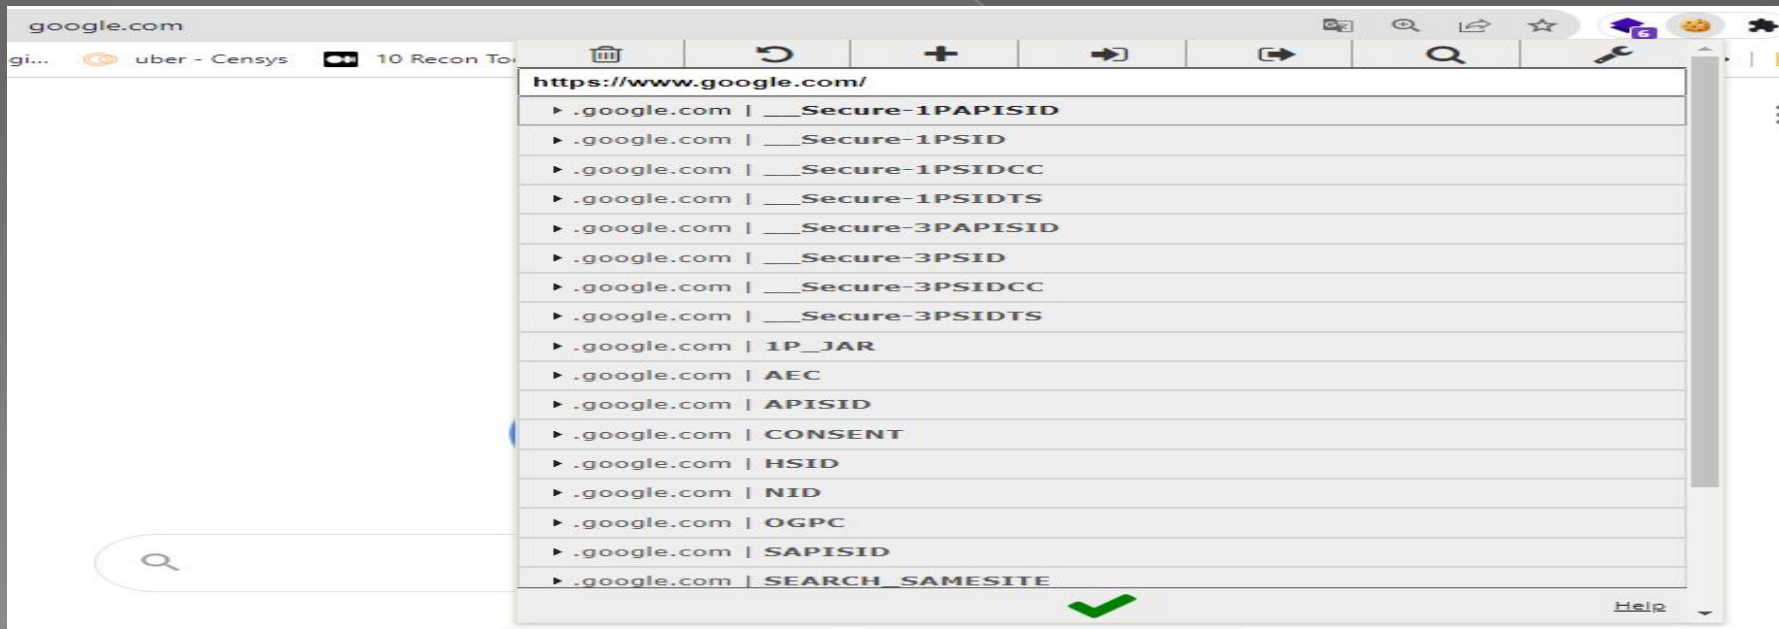 google.com
6
gi...
uber - Censys
10 Recon To
https://www.google.com/
.google.com | __Secure-1PAPISID
.google.com | __Secure-1PSID
.google.com | __Secure-1PSIDCC
.google.com | __Secure-1PSIDTS
.google.com | __Secure-3PAPISID
.google.com | __Secure-3PSID
.google.com | __Secure-3PSIDCC
.google.com | __Secure-3PSIDTS
.google.com | 1P_JAR
.google.com | AEC
.google.com | APISID
.google.com | CONSENT
.google.com | HSID
.google.com | NID
.google.com | OGPC
.google.com | SAPISID
.google.com | SEARCH_SAMESITE
Help